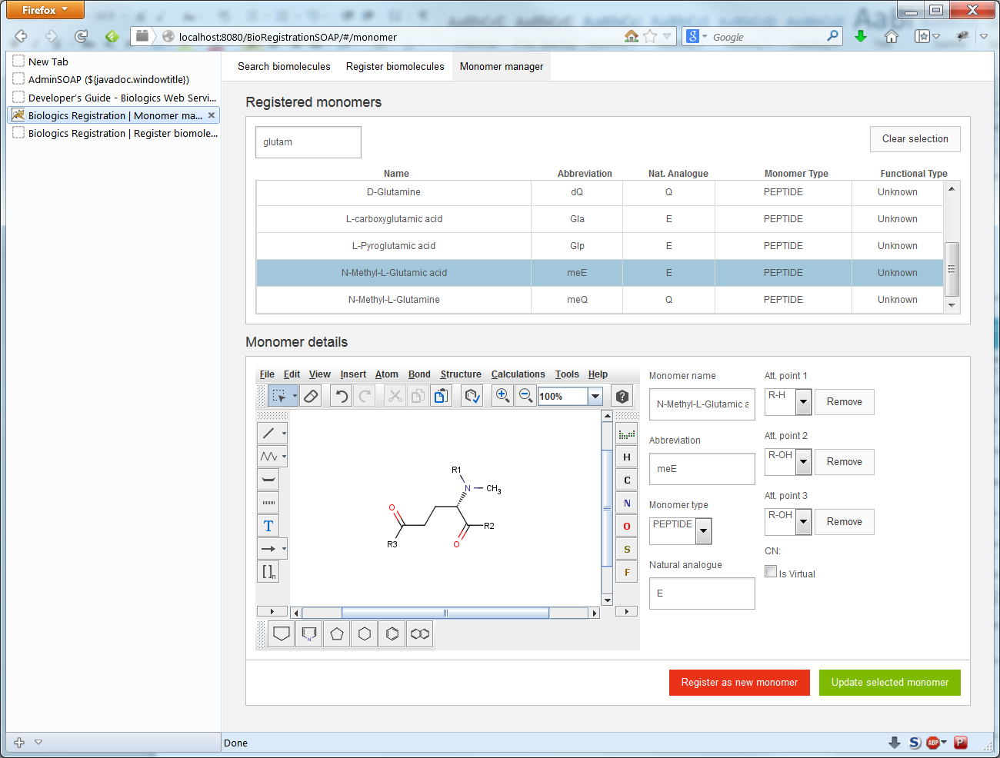 Firefox
localhost:8080/BioRegistrationSOAP/#/monomer
Google
New Tab
AdminSOAP (${javadoc.windowtitle})
Developer's Guide - Biologics Web Servi...
Biologics Registration | Monomer ma...
Biologics Registration | Register biomole...
Search biomolecules Register biomolecules Monomer manager
Registered monomers
glutam
Clear selection
Name Abbreviation Nat. Analogue Monomer Type Functional Type
D-Glutamine dQ Q PEPTIDE Unknown
L-carboxyglutamic acid Gla E PEPTIDE Unknown
L-Pyroglutamic acid Glp E PEPTIDE Unknown
N-Methyl-L-Glutamic acid meE E PEPTIDE Unknown
N-Methyl-L-Glutamine meQ Q PEPTIDE Unknown
Monomer details
File Edit View Insert Atom Bond Structure Calculations Tools Help
100%
H
C
N
O
S
F
T
[ ]n
R1
N CH3
O
R2
R3
O
N
Monomer name
N-Methyl-L-Glutamic a
Abbreviation
meE
Monomer type
PEPTIDE
Natural analogue
E
Att. point 1
R-H Remove
Att. point 2
R-OH Remove
Att. point 3
R-OH Remove
CN:
Is Virtual
Register as new monomer Update selected monomer
Done
S
ABP
P